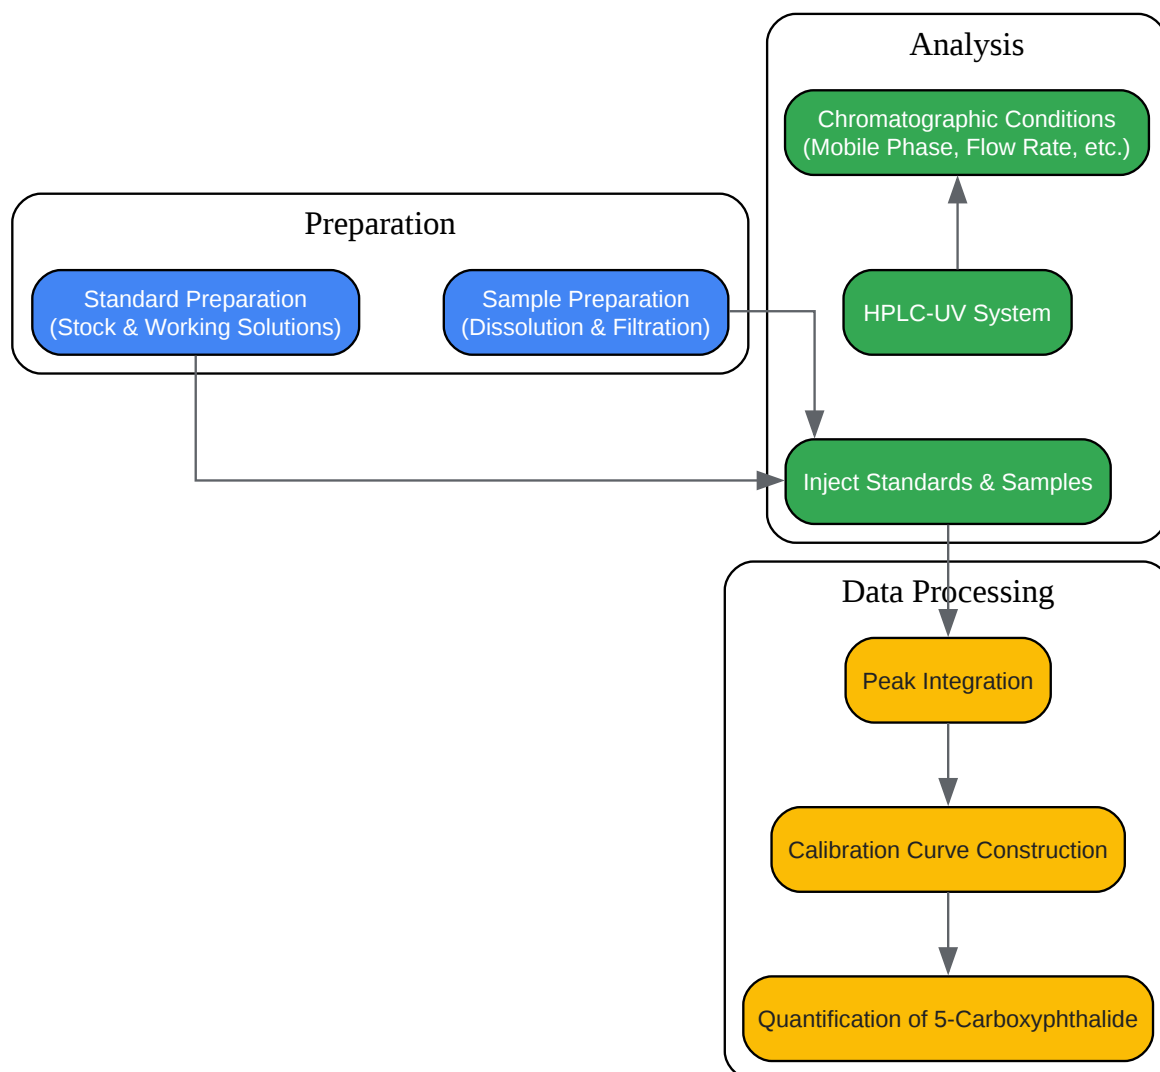 Analysis
Chromatographic Conditions
(Mobile Phase, Flow Rate, etc.)
Preparation
Standard Preparation
(Stock & Working Solutions)
Sample Preparation
(Dissolution & Filtration)
HPLC-UV System
Inject Standards & Samples
Data Processing
Peak Integration
Calibration Curve Construction
Quantification of 5-Carboxyphthalide